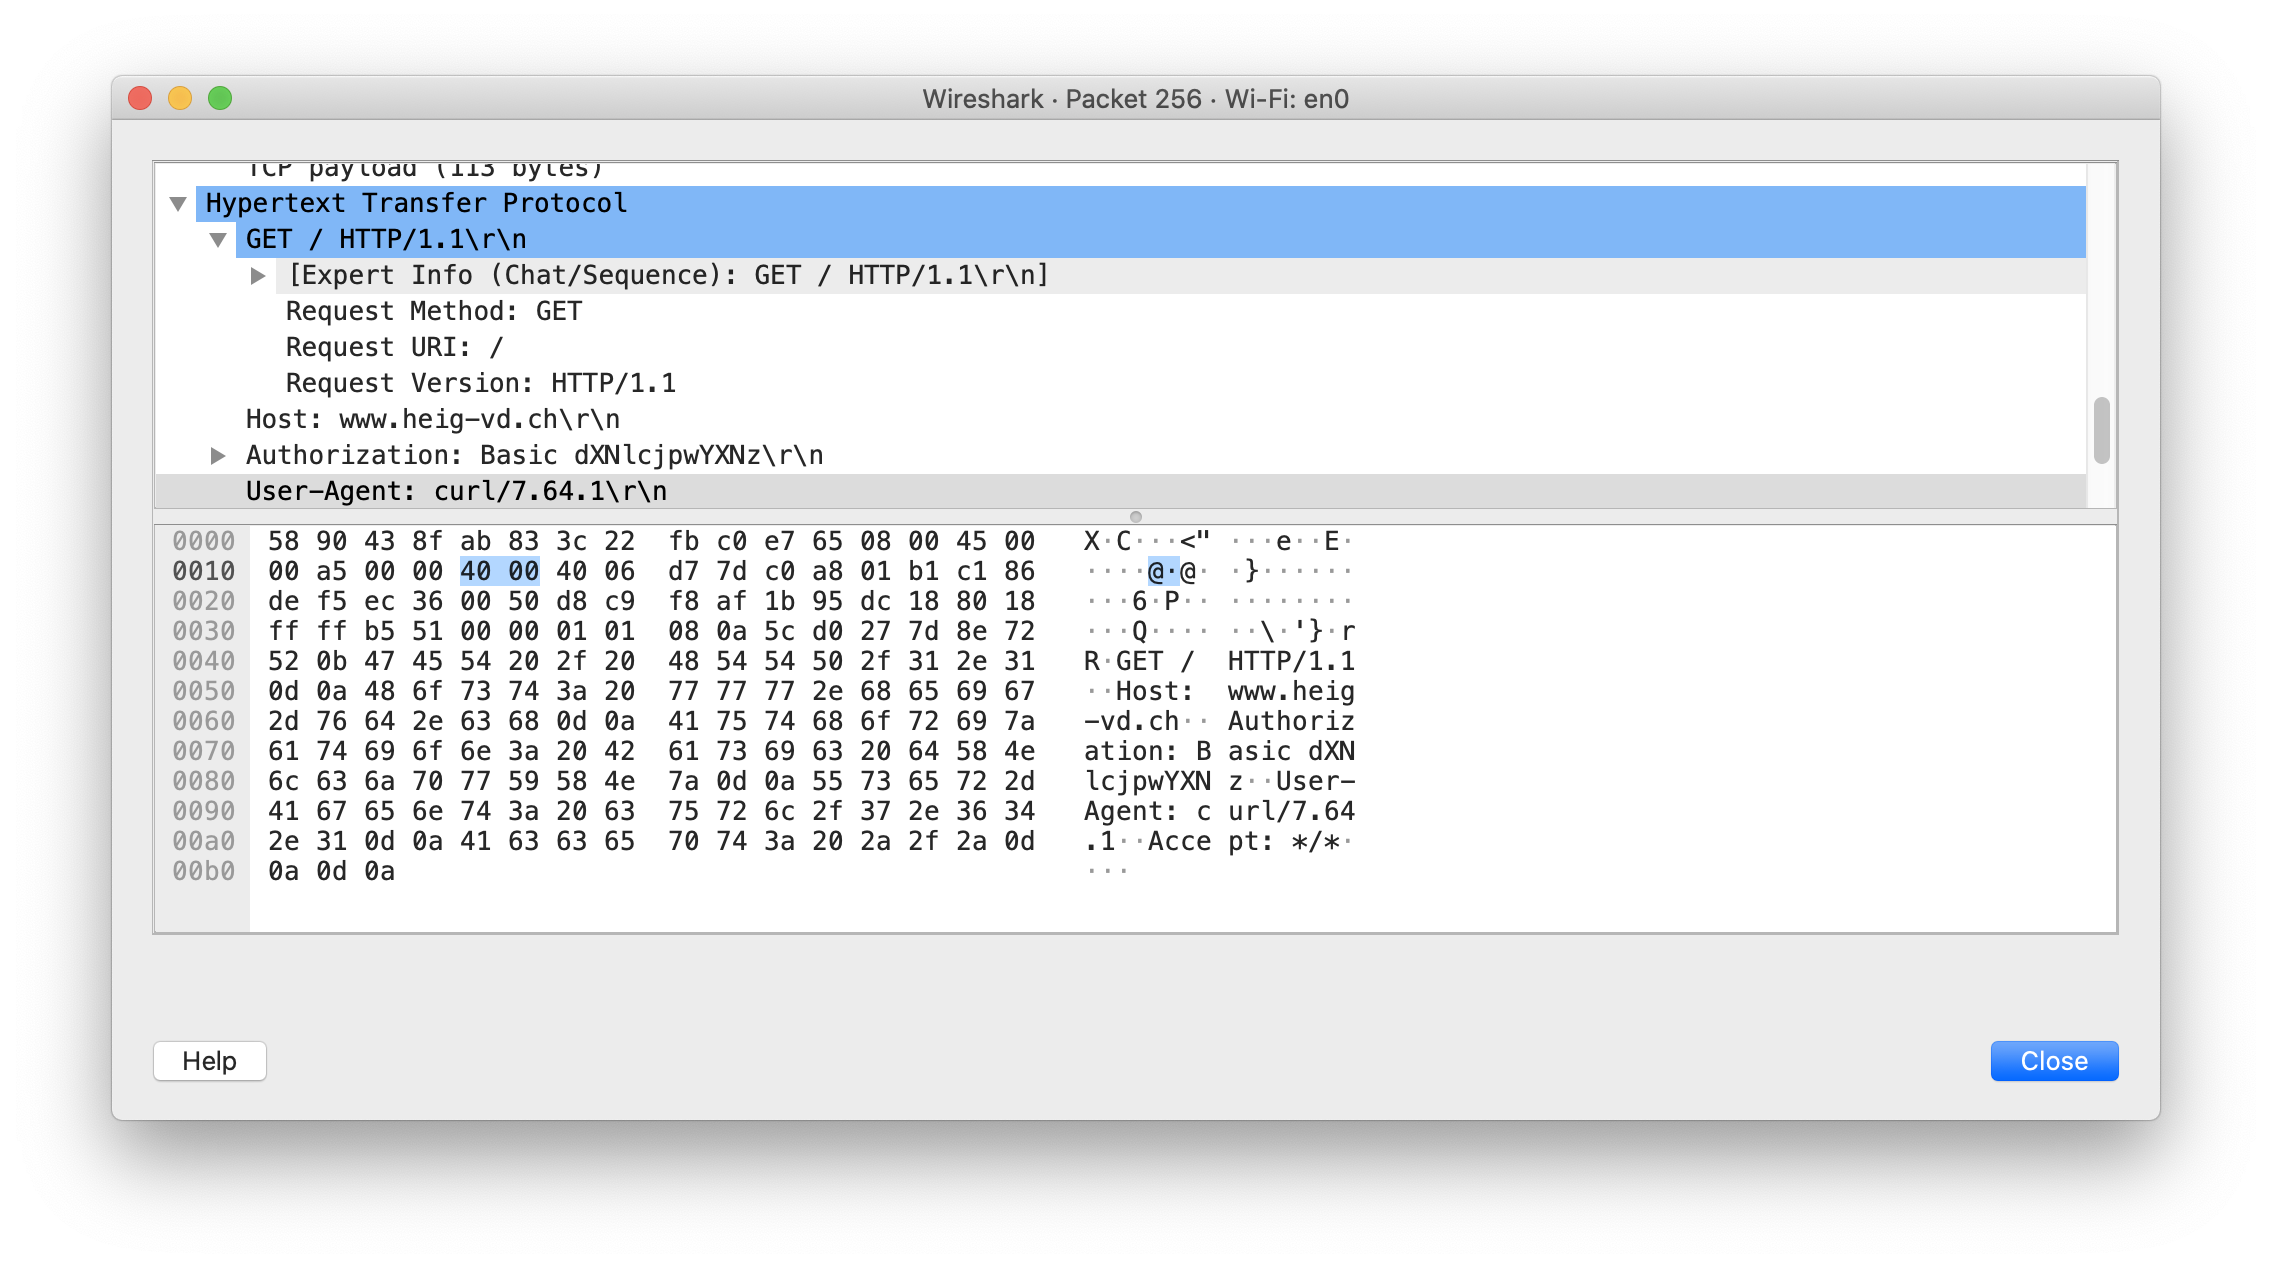 Wireshark · Packet 256 · Wi-Fi: en0
TCP payload (113 bytes)
Hypertext Transfer Protocol
GET / HTTP/1.1\r\n
[Expert Info (Chat/Sequence): GET / HTTP/1.1\r\n]
Request Method: GET
Request URI: /
Request Version: HTTP/1.1
Host: www.heig-vd.ch\r\n
Authorization: Basic dXNlcjpwYXNz\r\n
User-Agent: curl/7.64.1\r\n
0000 58 90 43 8f ab 83 3c 22 fb c0 e7 65 08 00 45 00 X·C···<" ···e··E·
0010 00 a5 00 00 40 00 40 06 d7 7d c0 a8 01 b1 c1 86 ····@·@· ·}······
0020 de f5 ec 36 00 50 d8 c9 f8 af 1b 95 dc 18 80 18 ···6·P·· ········
0030 ff ff b5 51 00 00 01 01 08 0a 5c d0 27 7d 8e 72 ···Q···· ··\·'}·r
0040 52 0b 47 45 54 20 2f 20 48 54 54 50 2f 31 2e 31 R·GET / HTTP/1.1
0050 0d 0a 48 6f 73 74 3a 20 77 77 77 2e 68 65 69 67 ··Host: www.heig
0060 2d 76 64 2e 63 68 0d 0a 41 75 74 68 6f 72 69 7a -vd.ch·· Authoriz
0070 61 74 69 6f 6e 3a 20 42 61 73 69 63 20 64 58 4e ation: B asic dXN
0080 6c 63 6a 70 77 59 58 4e 7a 0d 0a 55 73 65 72 2d lcjpwYXN z··User-
0090 41 67 65 6e 74 3a 20 63 75 72 6c 2f 37 2e 36 34 Agent: c url/7.64
00a0 2e 31 0d 0a 41 63 63 65 70 74 3a 20 2a 2f 2a 0d .1··Acce pt: */*·
00b0 0a 0d 0a ···
Help
Close